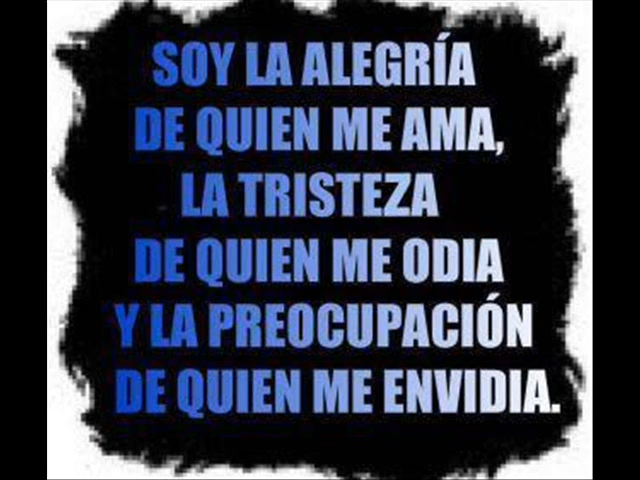 SOY LA ALEGRÍA
DE QUIEN ME AMA,
LA TRISTEZA
DE QUIEN ME ODIA
Y LA PREOCUPACIÓN
DE QUIEN ME ENVIDIA.